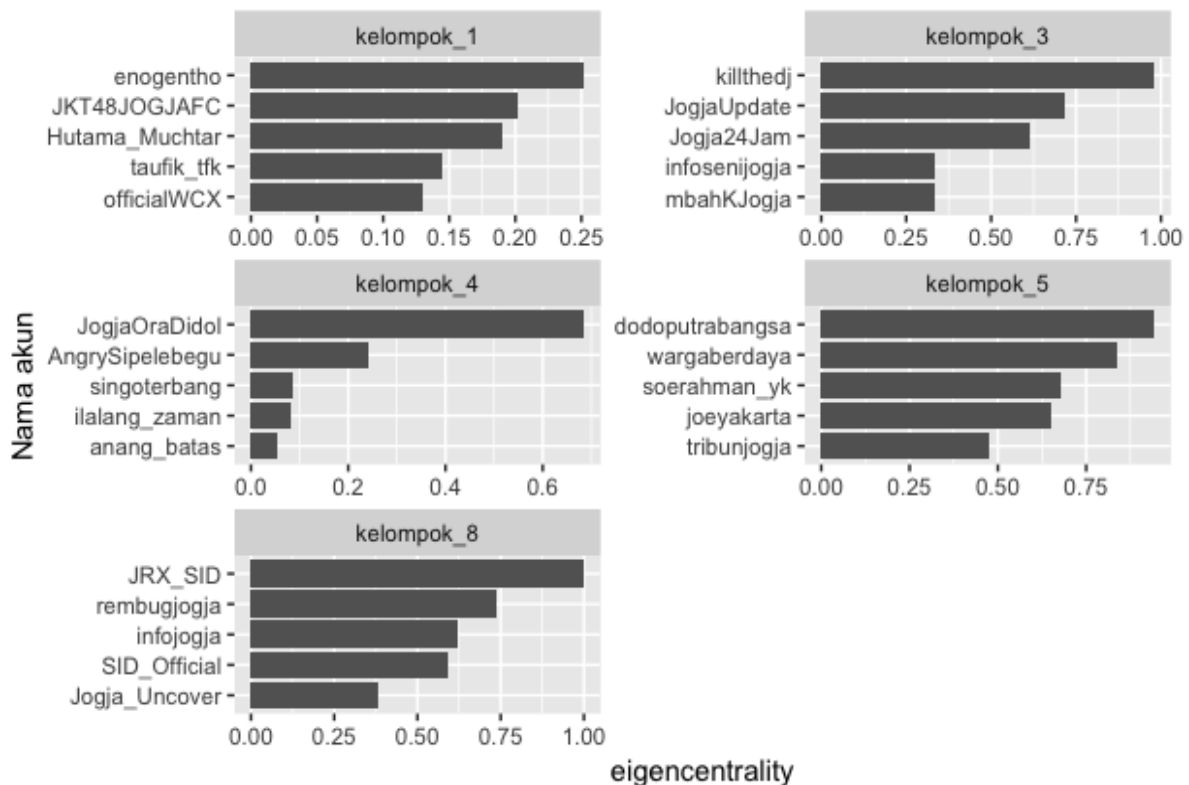 kelompok_1
enogentho
JKT48JOGJAFC
Hutama_Muchtar
taufik_tfk
officialWCX
0.00 0.05 0.10 0.15 0.20 0.25
kelompok_3
killthedj
JogjaUpdate
Jogja24Jam
infosenijogja
mbahKJogja
0.00 0.25 0.50 0.75 1.00
Nama akun
kelompok_4
JogjaOraDidol
AngrySipelebegu
singoterbang
ilalang_zaman
anang_batas
0.0 0.2 0.4 0.6
kelompok_5
dodoputrabangsa
wargaberdaya
soerahman_yk
joeyakarta
tribunjogja
0.00 0.25 0.50 0.75
kelompok_8
JRX_SID
rembugjogja
infojogja
SID_Official
Jogja_Uncover
0.00 0.25 0.50 0.75 1.00
eigencentrality